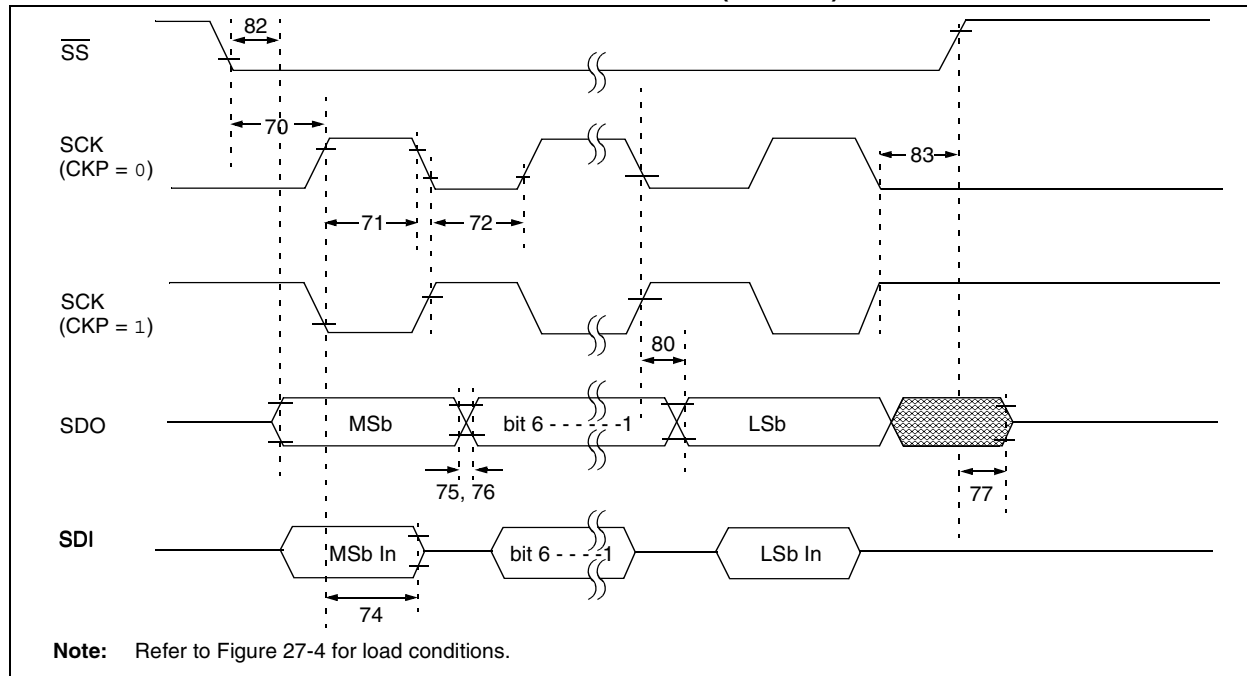 82
SS
70
SCK
(CKP = 0)
83
71
72
SCK
(CKP = 1)
80
SDO
MSb
bit 6 - - - - - -1
LSb
75, 76
77
SDI
MSb In
bit 6 - - - -1
LSb In
74
Note: Refer to Figure 27-4 for load conditions.